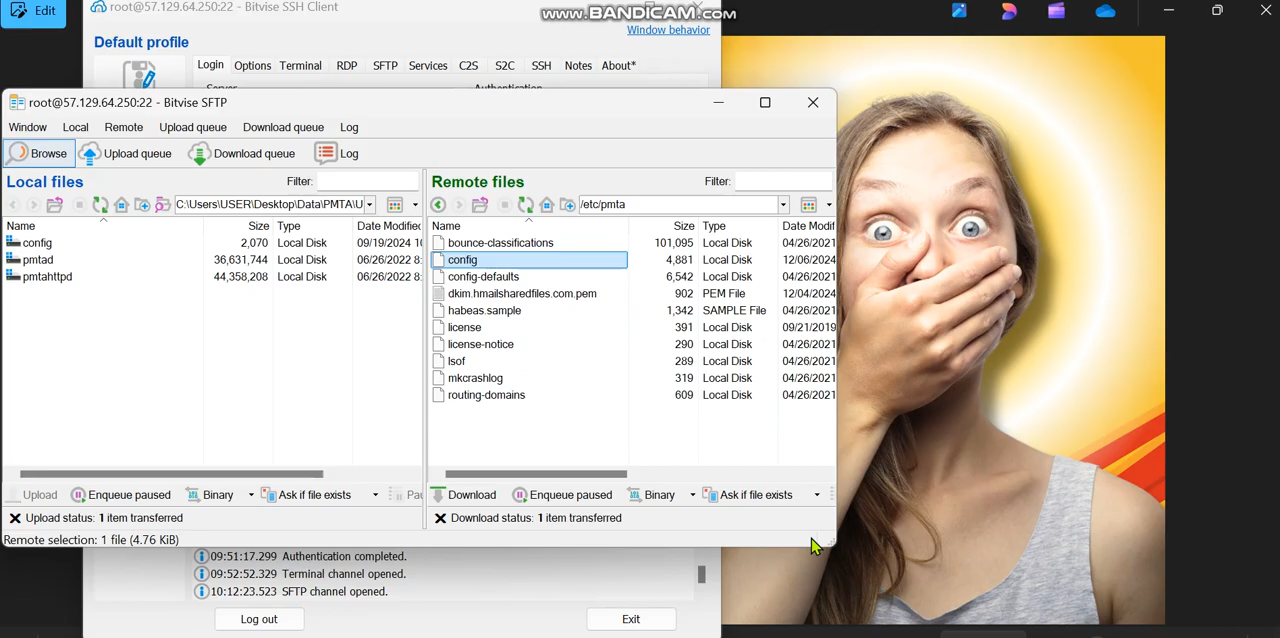 Edit
root@57.129.64.250:22 - Bitvise SSH Client
www.BANDICAM.com
Window behavior
Default profile
Login Options Terminal RDP SFTP Services C2S S2C SSH Notes About*
root@57.129.64.250:22 - Bitvise SFTP
Window Local Remote Upload queue Download queue Log
Browse Upload queue Download queue Log
Local files Filter:
C:\Users\USER\Desktop\Data\PMTA\U
Name Size Type Date Modified
config 2,070 Local Disk 09/19/2024 10
pmtad 36,631,744 Local Disk 06/26/2022 8:
pmtahttpd 44,358,208 Local Disk 06/26/2022 8:
Upload Enqueue paused Binary Ask if file exists Pau
Upload status: 1 item transferred
Remote files Filter:
/etc/pmta
Name Size Type Date Modified
bounce-classifications 101,095 Local Disk 04/26/2021
config 4,881 Local Disk 12/06/2024
config-defaults 6,542 Local Disk 04/26/2021
dkim.hmailsharedfiles.com.pem 902 PEM File 12/04/2024
habeas.sample 1,342 SAMPLE File 04/26/2021
license 391 Local Disk 09/21/2019
license-notice 290 Local Disk 04/26/2021
lsof 289 Local Disk 04/26/2021
mkcrashlog 319 Local Disk 04/26/2021
routing-domains 609 Local Disk 04/26/2021
Download Enqueue paused Binary Ask if file exists
Download status: 1 item transferred
Remote selection: 1 file (4.76 KiB)
09:51:17.299 Authentication completed.
09:52:52.329 Terminal channel opened.
10:12:23.523 SFTP channel opened.
Log out Exit